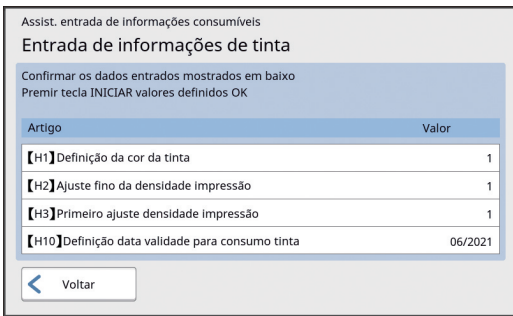 Assist. entrada de informações consumíveis
Entrada de informações de tinta
Confirmar os dados entrados mostrados em baixo
Premir tecla INICIAR valores definidos OK
Artigo Valor
【H1】Definição da cor da tinta 1
【H2】Ajuste fino da densidade impressão 1
【H3】Primeiro ajuste densidade impressão 1
【H10】Definição data validade para consumo tinta 06/2021
Voltar